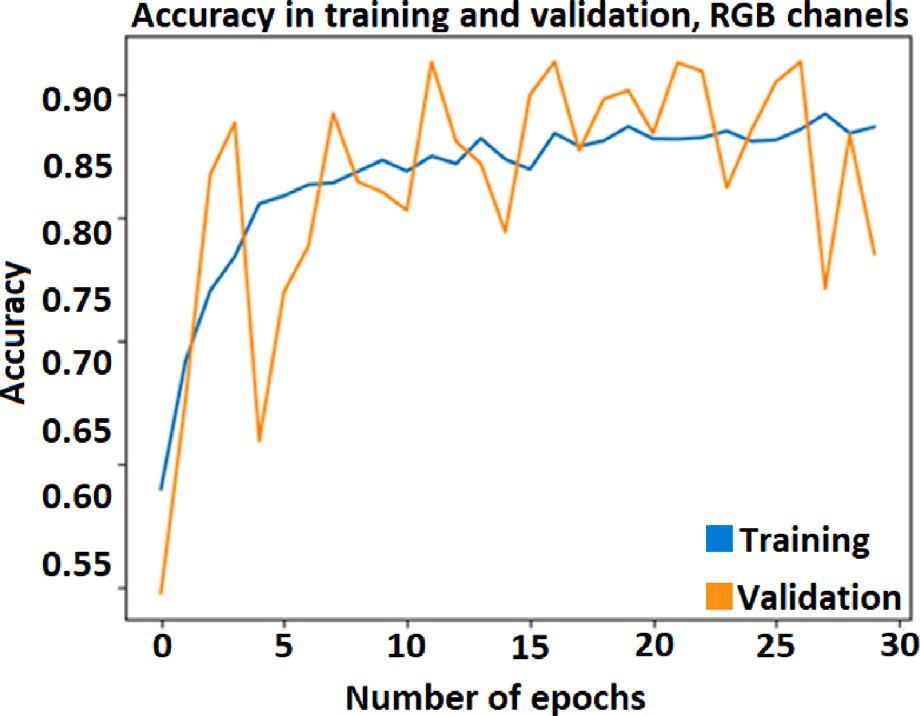 Accuracy in training and validation, RGB chanels
Accuracy
0.90
0.85
0.80
0.75
0.70
0.65
0.60
0.55
Training
Validation
0 5 10 15 20 25 30
Number of epochs